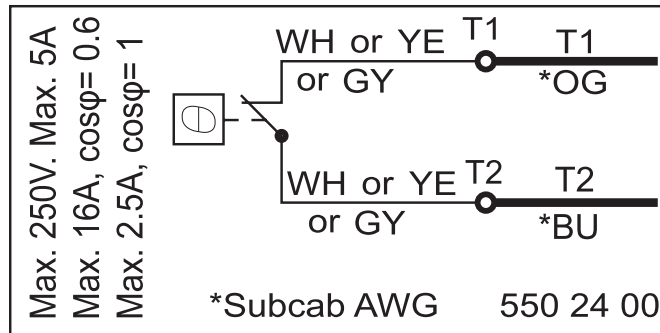 Max. 250V. Max. 5A
Max. 16A, cosφ= 0.6
Max. 2.5A, cosφ= 1
WH or YE
or GY
T1
T1
*OG
θ
WH or YE
or GY
T2
T2
*BU
*Subcab AWG 550 24 00